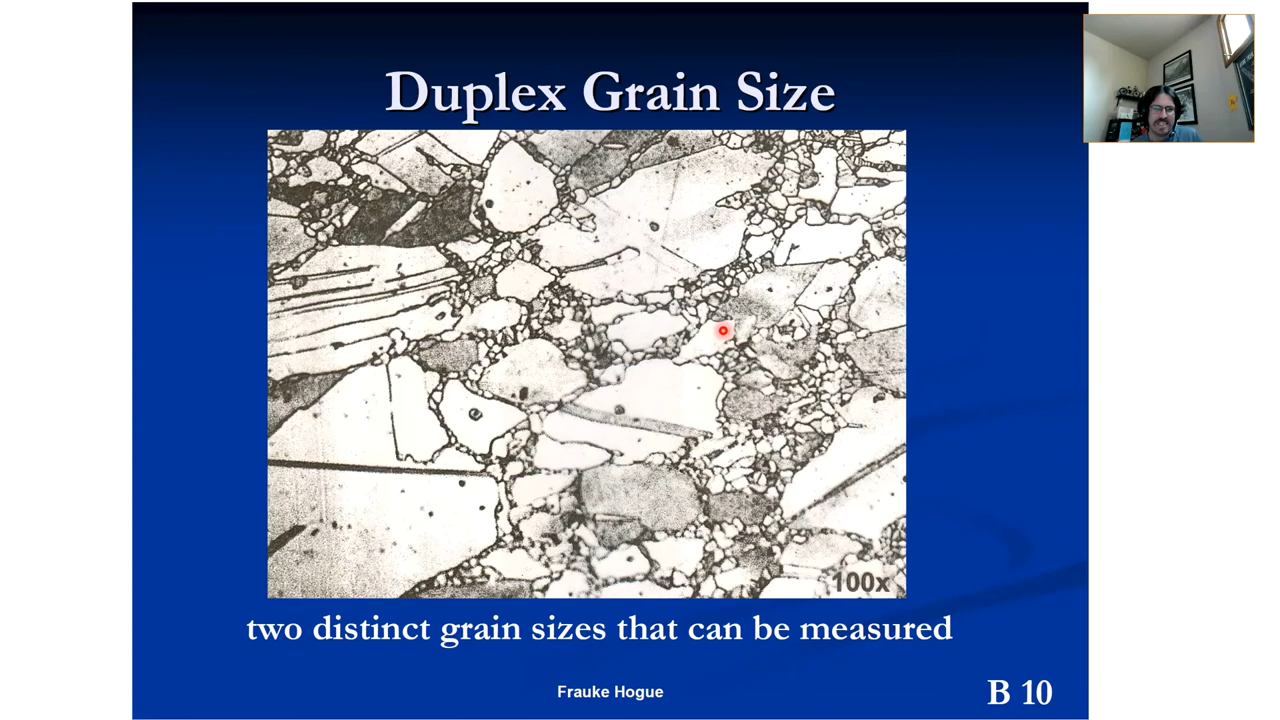 Duplex Grain Size
100x
two distinct grain sizes that can be measured
Frauke Hogue
B 10